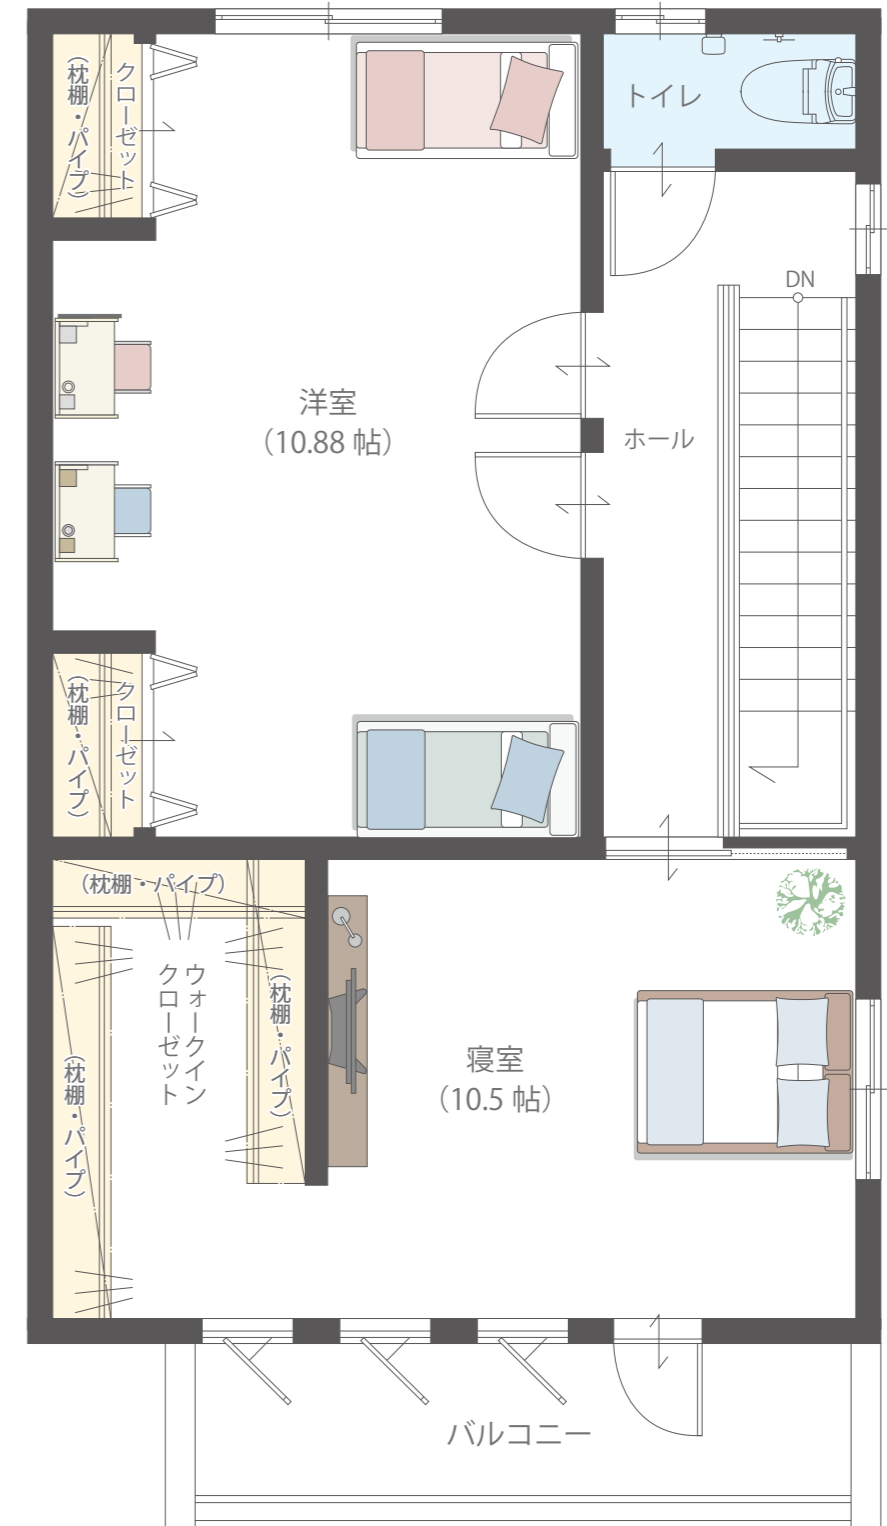 クローゼット
（枕棚・パイプ）
トイレ
DN
洋室
（10.88 帖）
ホール
クローゼット
（枕棚・パイプ）
（枕棚・パイプ）
ウォークイン
クローゼット
（枕棚・パイプ）
（枕棚・パイプ）
寝室
（10.5 帖）
バルコニー